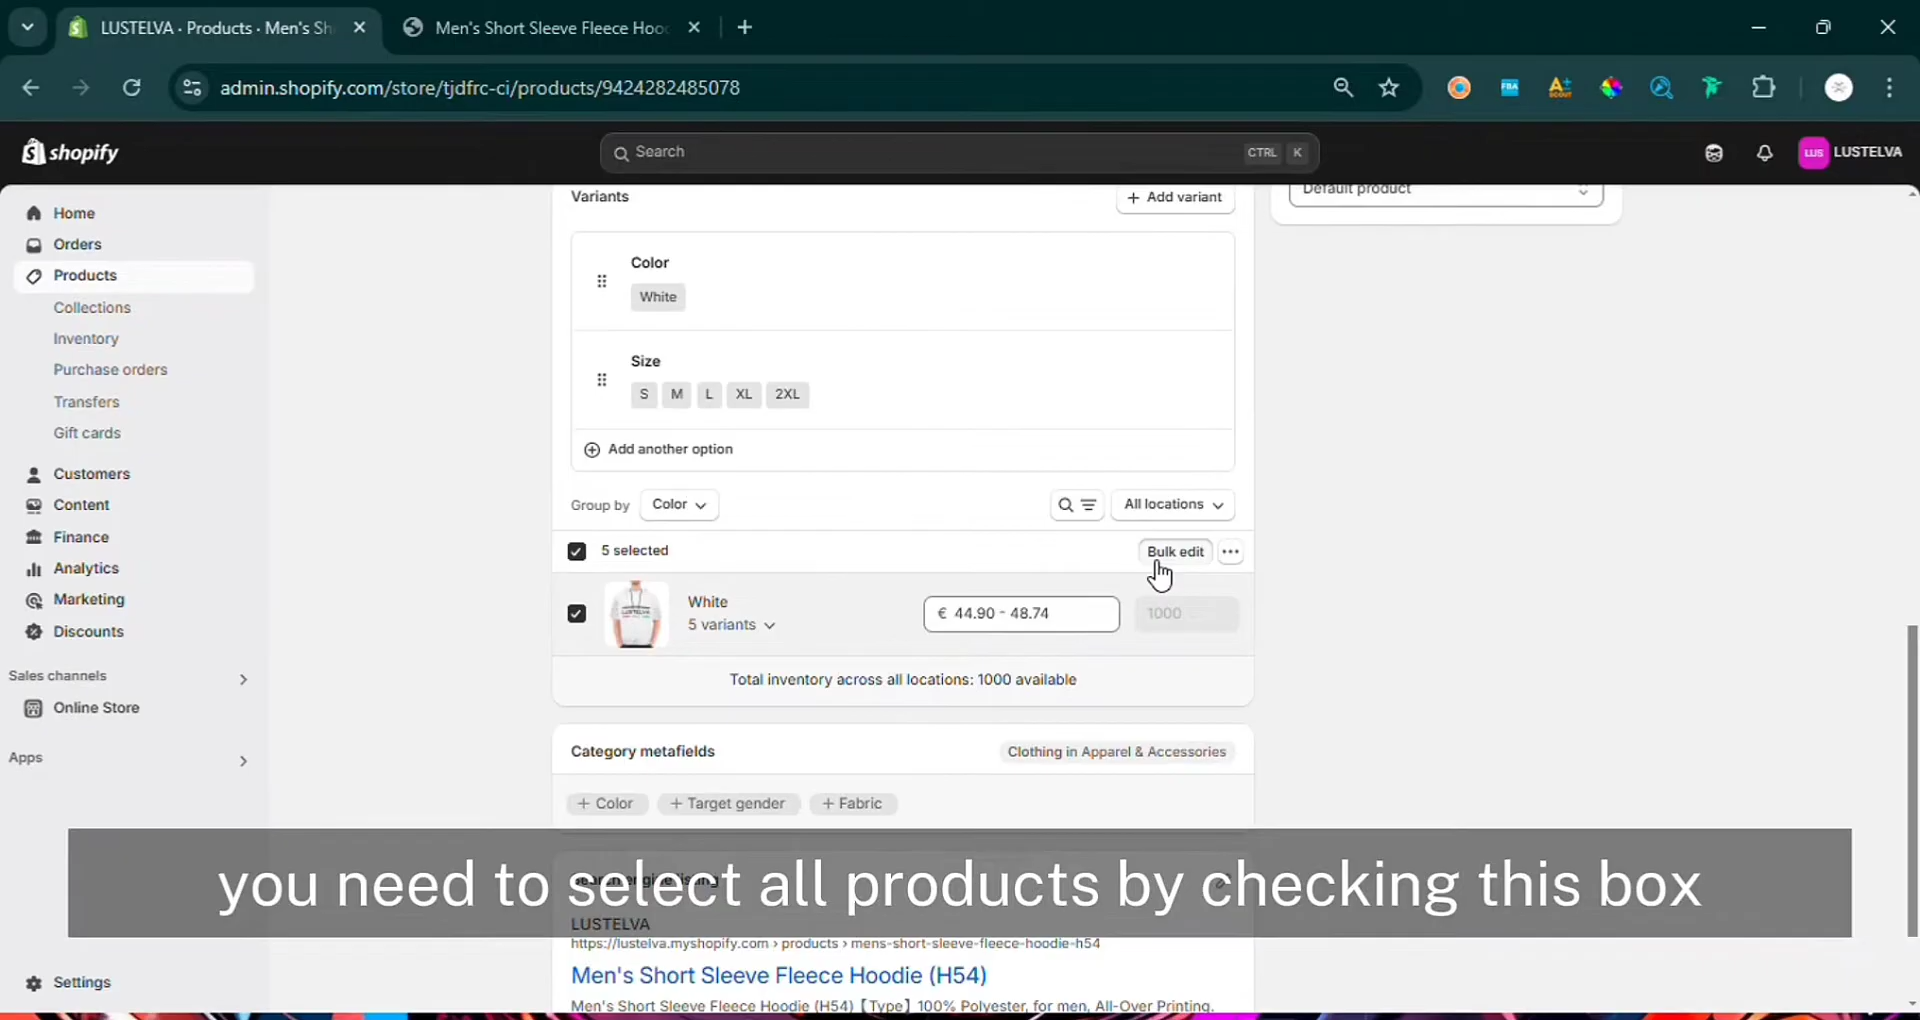 LUSTELVA · Products · Men's Sh
Men's Short Sleeve Fleece Hoo
admin.shopify.com/store/tjdfrc-ci/products/9424282485078
shopify
Search
CTRL K
LUS
LUSTELVA
Home
Orders
Products
Collections
Inventory
Purchase orders
Transfers
Gift cards
Customers
Content
Finance
Analytics
Marketing
Discounts
Sales channels
Online Store
Apps
Settings
Variants
+ Add variant
Default product
Color
White
Size
S M L XL 2XL
Add another option
Group by Color
All locations
5 selected
Bulk edit
White
5 variants
€ 44.90 - 48.74
1000
Total inventory across all locations: 1000 available
Category metafields
Clothing in Apparel & Accessories
+ Color + Target gender + Fabric
you need to select all products by checking this box
Search engine listing
LUSTELVA
https://lustelva.myshopify.com › products › mens-short-sleeve-fleece-hoodie-h54
Men's Short Sleeve Fleece Hoodie (H54)
Men's Short Sleeve Fleece Hoodie (H54)【Type】100% Polyester, for men, All-Over Printing.